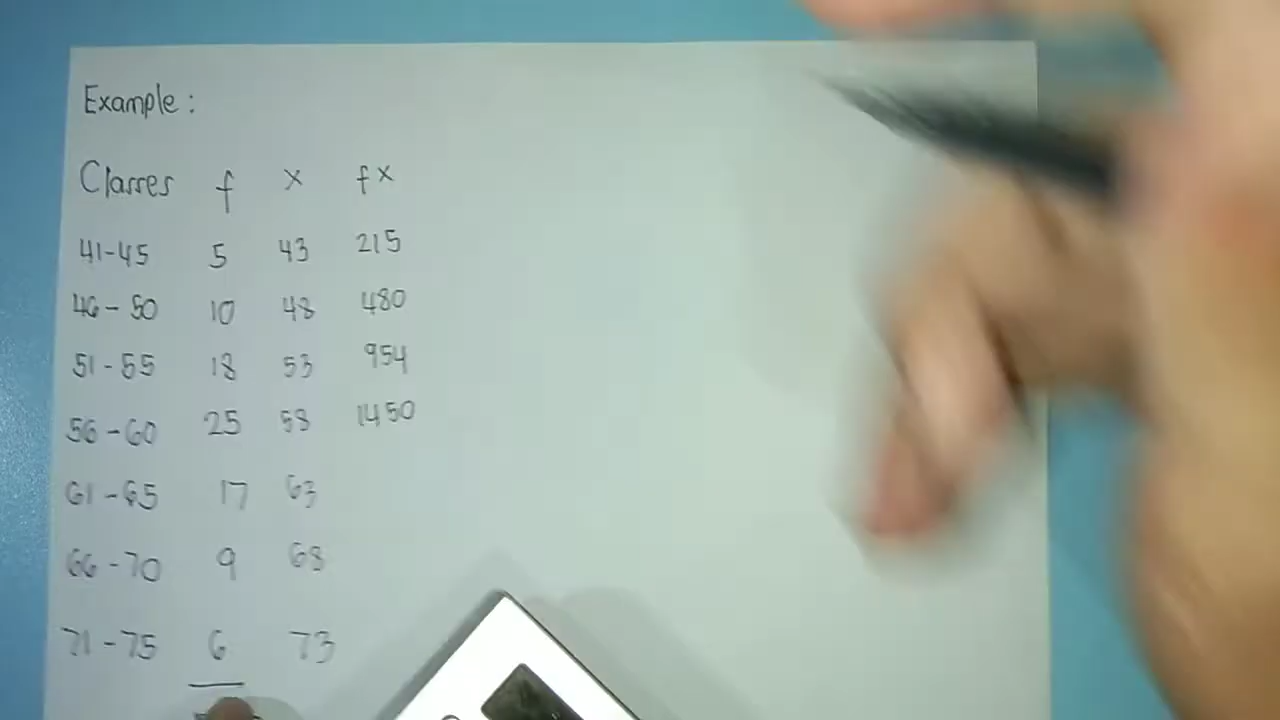 Example :
Classes f x fx
41-45 5 43 215
46-50 10 48 480
51-55 18 53 954
56-60 25 58 1450
61-65 17 63
66-70 9 68
71-75 6 73